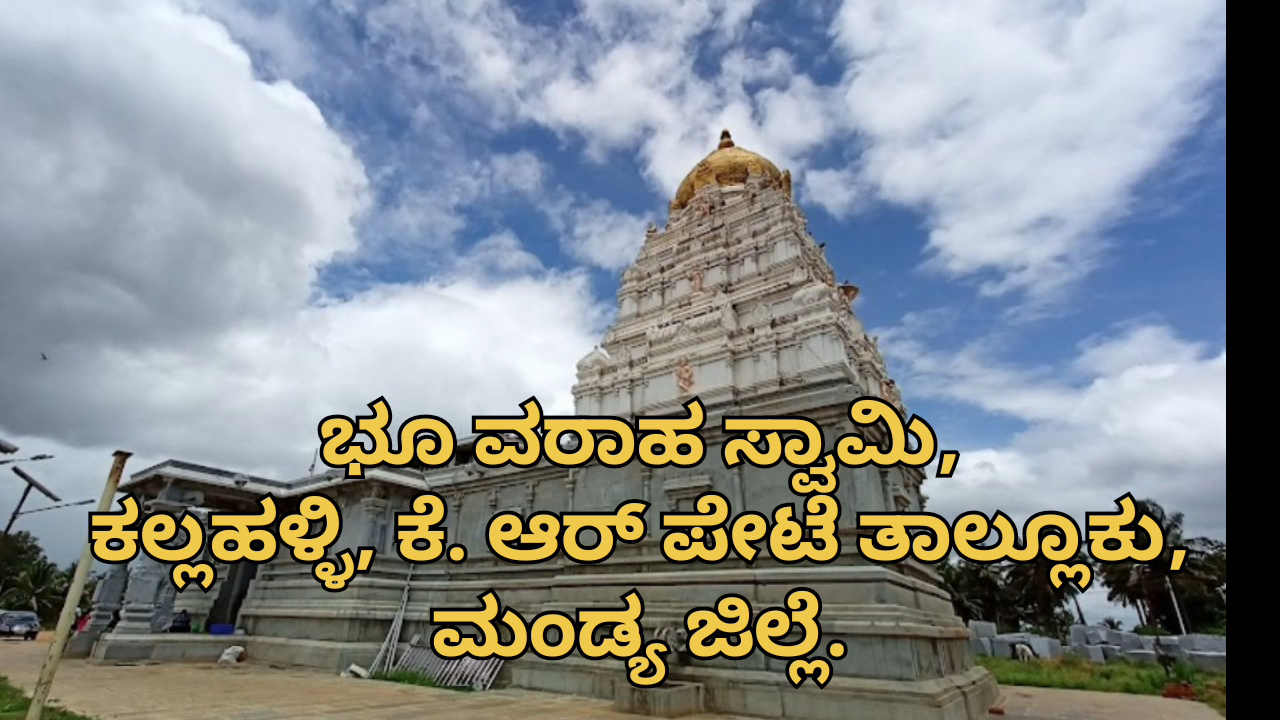 ಭೂ ವರಾಹ ಸ್ವಾಮಿ,
ಕಲ್ಲಹಳ್ಳಿ, ಕೆ. ಆರ್ ಪೇಟೆ ತಾಲ್ಲೂಕು,
ಮಂಡ್ಯ ಜಿಲ್ಲೆ.